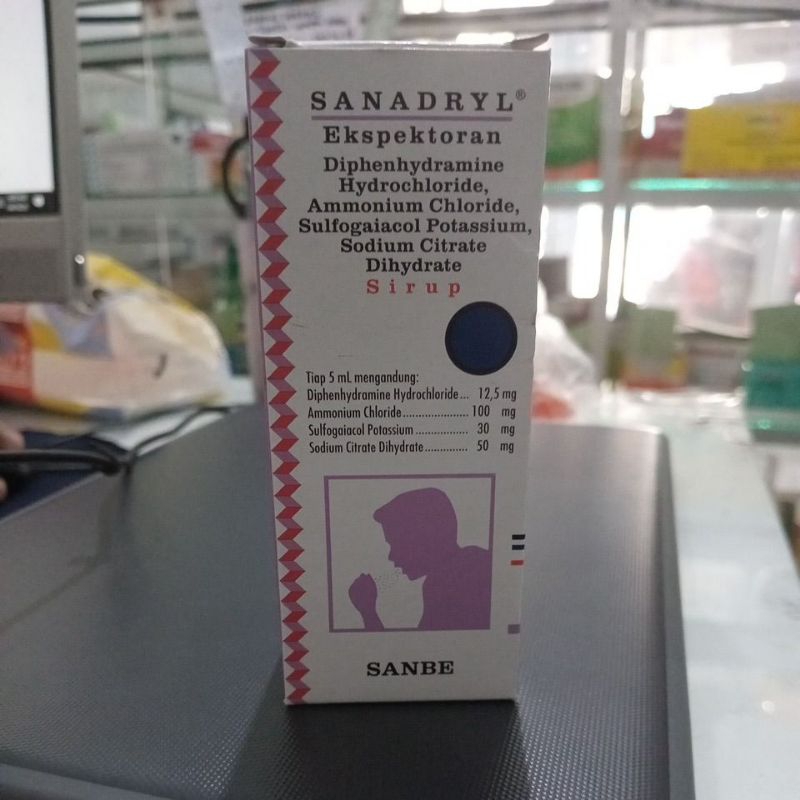 SANADRYL®
Ekspektoran
Diphenhydramine
Hydrochloride,
Ammonium Chloride,
Sulfogaiacol Potassium,
Sodium Citrate
Dihydrate
Sirup
Tiap 5 mL mengandung:
Diphenhydramine Hydrochloride... 12,5 mg
Ammonium Chloride..................... 100 mg
Sulfogaiacol Potassium ................. 30 mg
Sodium Citrate Dihydrate.............. 50 mg
SANBE